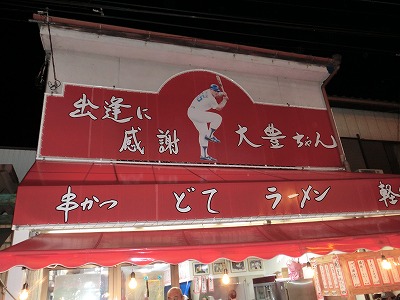 出逢に
感謝 大豊ちゃん
串かつ どて ラーメン 軽